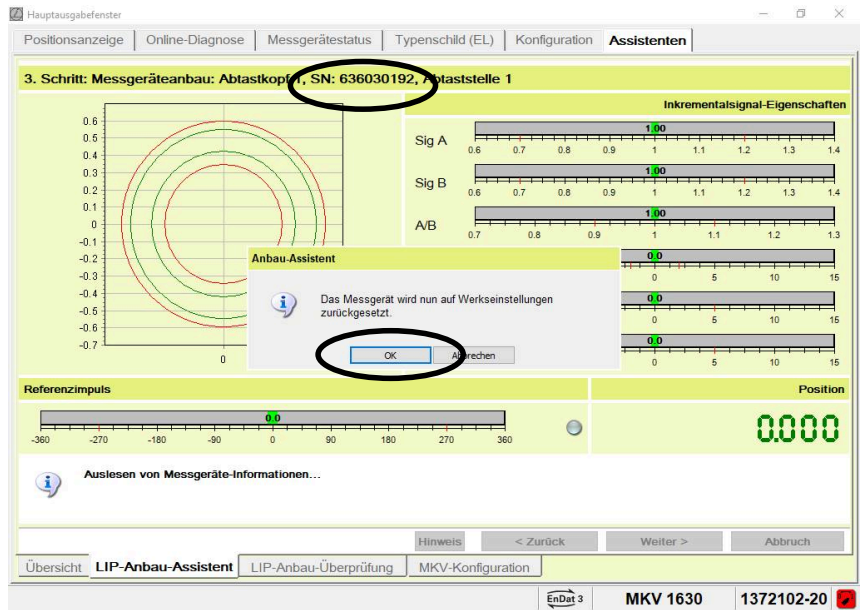 Hauptausgabefenster
Positionsanzeige Online-Diagnose Messgerätestatus Typenschild (EL) Konfiguration Assistenten
3. Schritt: Messgeräteanbau: Abtastkopf 1, SN: 636030192, Abtaststelle 1
Inkrementalsignal-Eigenschaften
0.6
0.5
0.4
0.3
0.2
0.1
0
-0.1
-0.2
-0.3
-0.4
-0.5
-0.6
-0.7
0
Sig A
1.00
0.6 0.7 0.8 0.9 1 1.1 1.2 1.3 1.4
Sig B
1.00
0.6 0.7 0.8 0.9 1 1.1 1.2 1.3 1.4
A/B
1.00
0.7 0.8 0.9 1 1.1 1.2 1.3
0.0
0 5 10 15
0.0
0 5 10 15
0.0
0 5 10 15
Anbau-Assistent
Das Messgerät wird nun auf Werkseinstellungen
zurückgesetzt.
OK Abbrechen
Referenzimpuls
0.0
-360 -270 -180 -90 0 90 180 270 360
Position
0.000
Auslesen von Messgeräte-Informationen...
Hinweis < Zurück Weiter > Abbruch
Übersicht LIP-Anbau-Assistent LIP-Anbau-Überprüfung MKV-Konfiguration
EnDat 3 MKV 1630 1372102-20